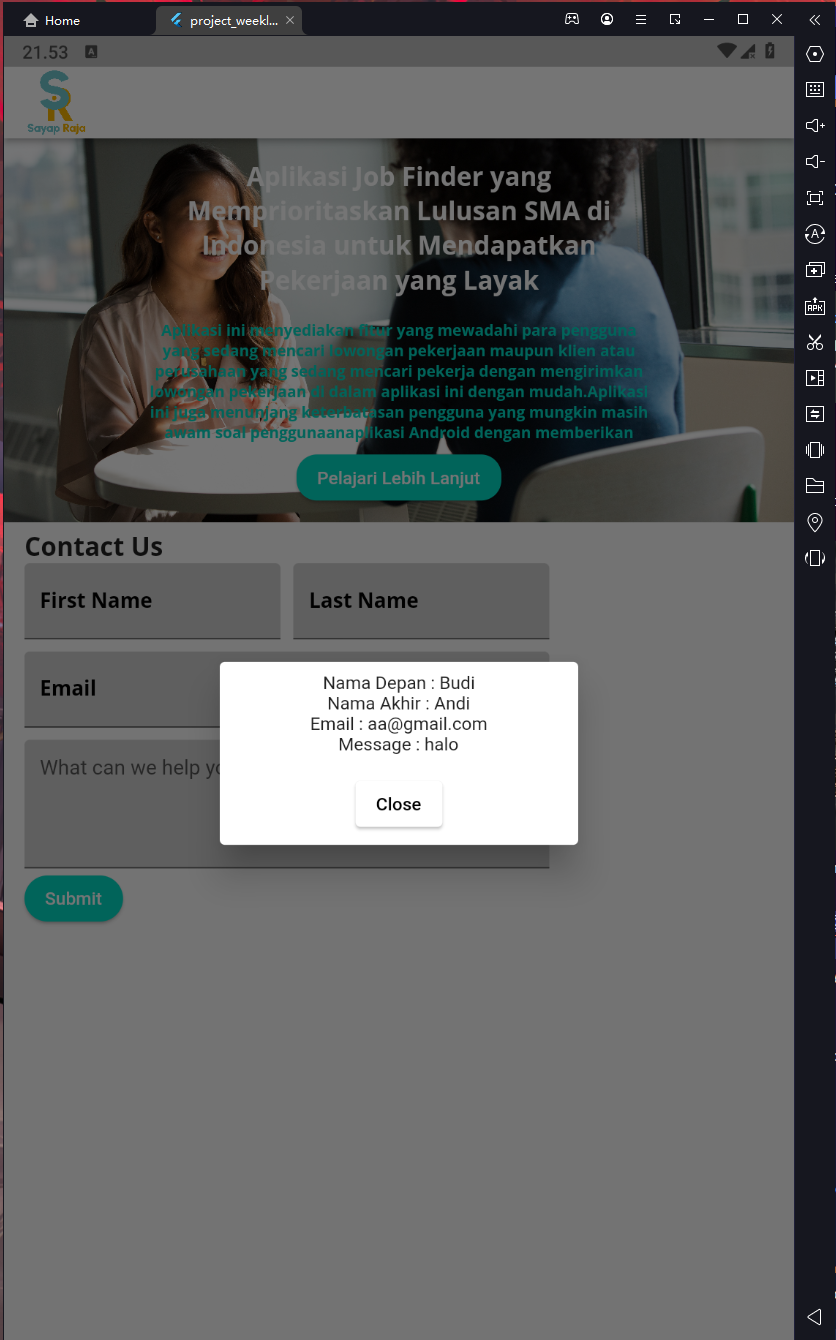 Home
project_weekl...
21.53
A
SR
Sayap Raja
Aplikasi Job Finder yang
Memprioritaskan Lulusan SMA di
Indonesia untuk Mendapatkan
Pekerjaan yang Layak
Aplikasi ini menyediakan fitur yang mewadahi para pengguna
yang sedang mencari lowongan pekerjaan maupun klien atau
perusahaan yang sedang mencari pekerja dengan mengirimkan
lowongan pekerjaan di dalam aplikasi ini dengan mudah.Aplikasi
ini juga menunjang keterbatasan pengguna yang mungkin masih
awam soal penggunaanaplikasi Android dengan memberikan
Pelajari Lebih Lanjut
Contact Us
First Name
Last Name
Email
What can we help yo
Nama Depan : Budi
Nama Akhir : Andi
Email : aa@gmail.com
Message : halo
Close
Submit
A
APK